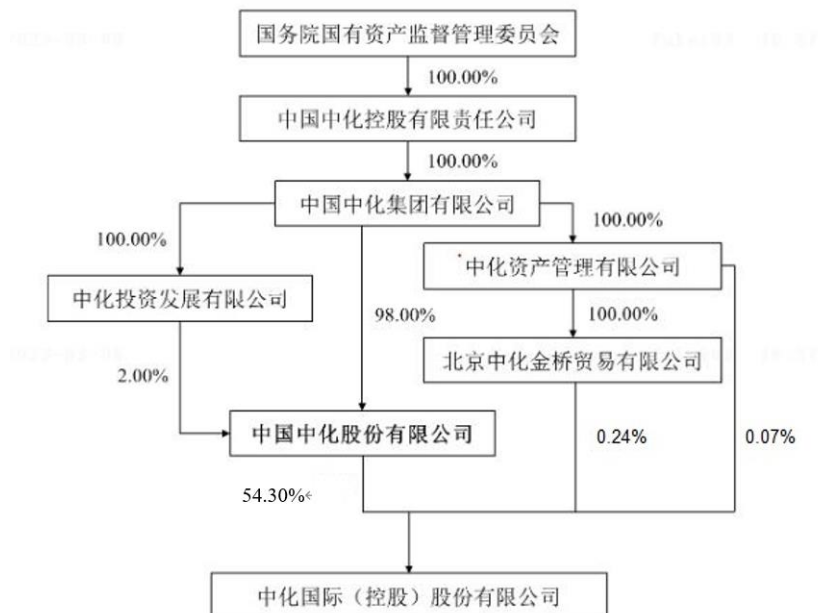 国务院国有资产监督管理委员会
100.00%
中国中化控股有限责任公司
100.00%
中国中化集团有限公司
100.00%
100.00%
中化资产管理有限公司
中化投资发展有限公司
98.00%
100.00%
北京中化金桥贸易有限公司
2.00%
中国中化股份有限公司
0.24%
0.07%
54.30%
中化国际（控股）股份有限公司